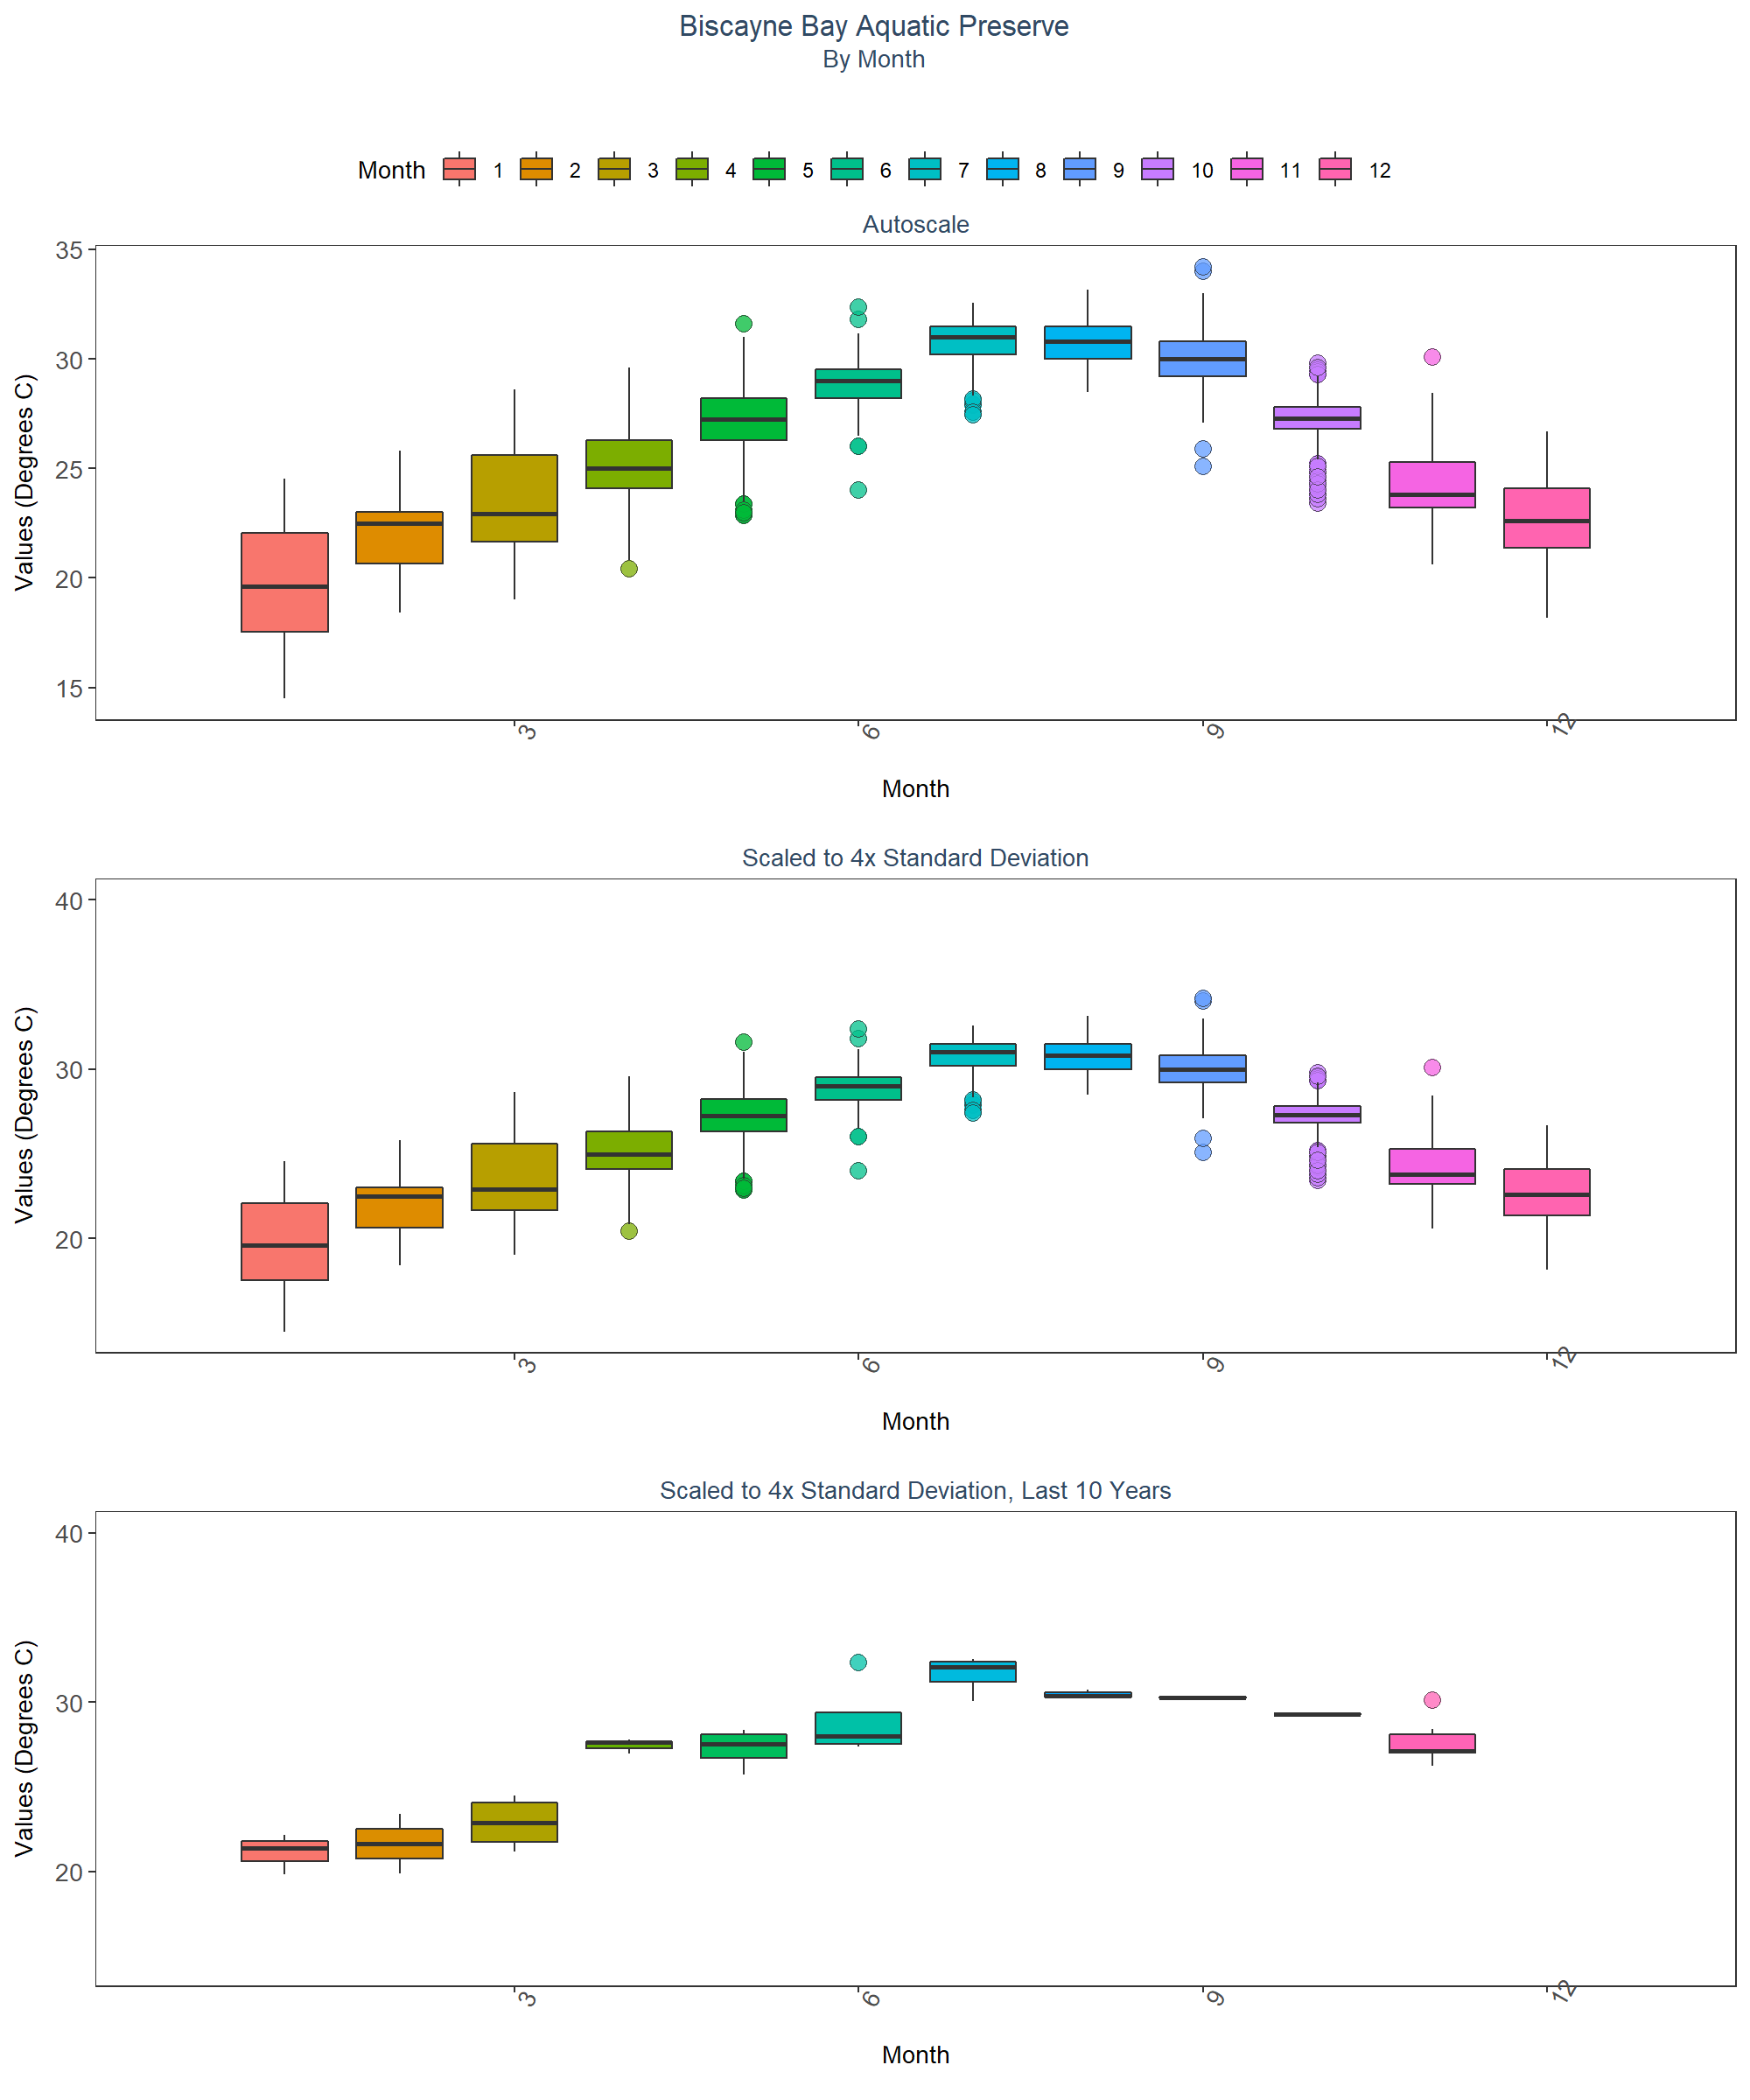 Biscayne Bay Aquatic Preserve
By Month
Month 1 2 3 4 5 6 7 8 9 10 11 12
Autoscale
Values (Degrees C)
35
30
25
20
15
3 6 9 12
Month
Scaled to 4x Standard Deviation
Values (Degrees C)
40
30
20
3 6 9 12
Month
Scaled to 4x Standard Deviation, Last 10 Years
Values (Degrees C)
40
30
20
3 6 9 12
Month